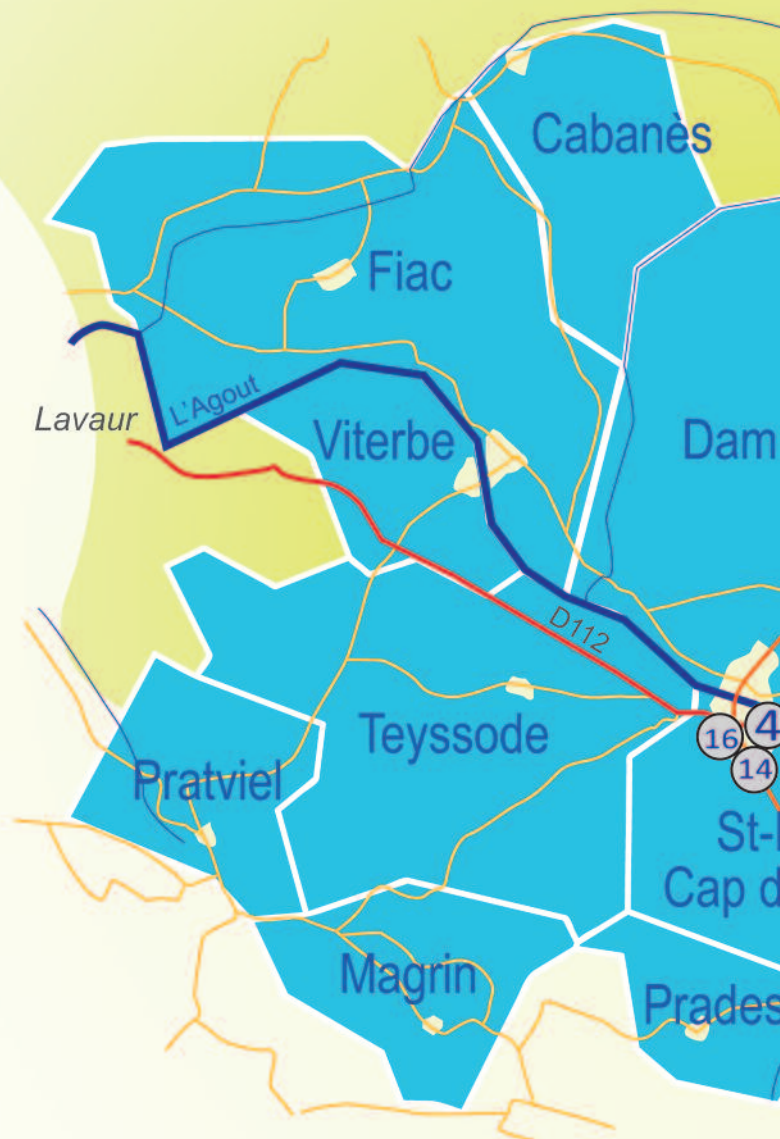 Cabanès
Fiac
L'Agout
Lavaur
Viterbe
Dam
D112
Teyssode
16
4
14
Pratviel
St-
Cap d
Magrin
Prades